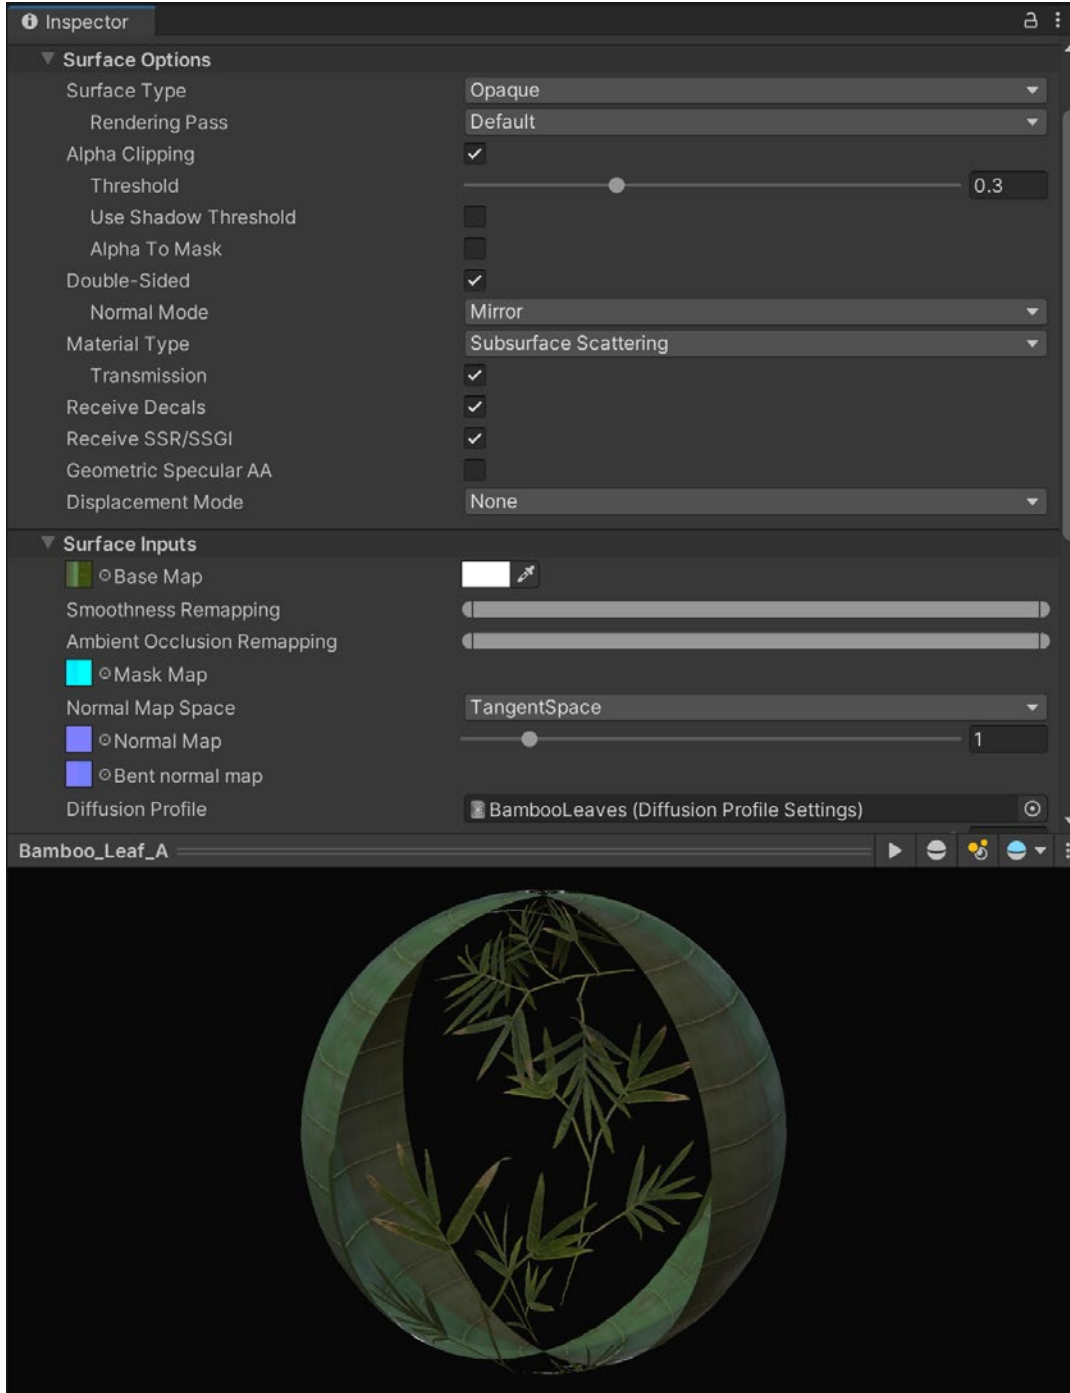 Inspector
Surface Options
Surface Type Opaque
Rendering Pass Default
Alpha Clipping
Threshold 0.3
Use Shadow Threshold
Alpha To Mask
Double-Sided
Normal Mode Mirror
Material Type Subsurface Scattering
Transmission
Receive Decals
Receive SSR/SSGI
Geometric Specular AA
Displacement Mode None
Surface Inputs
Base Map
Smoothness Remapping
Ambient Occlusion Remapping
Mask Map
Normal Map Space TangentSpace
Normal Map 1
Bent normal map
Diffusion Profile BambooLeaves (Diffusion Profile Settings)
Bamboo_Leaf_A